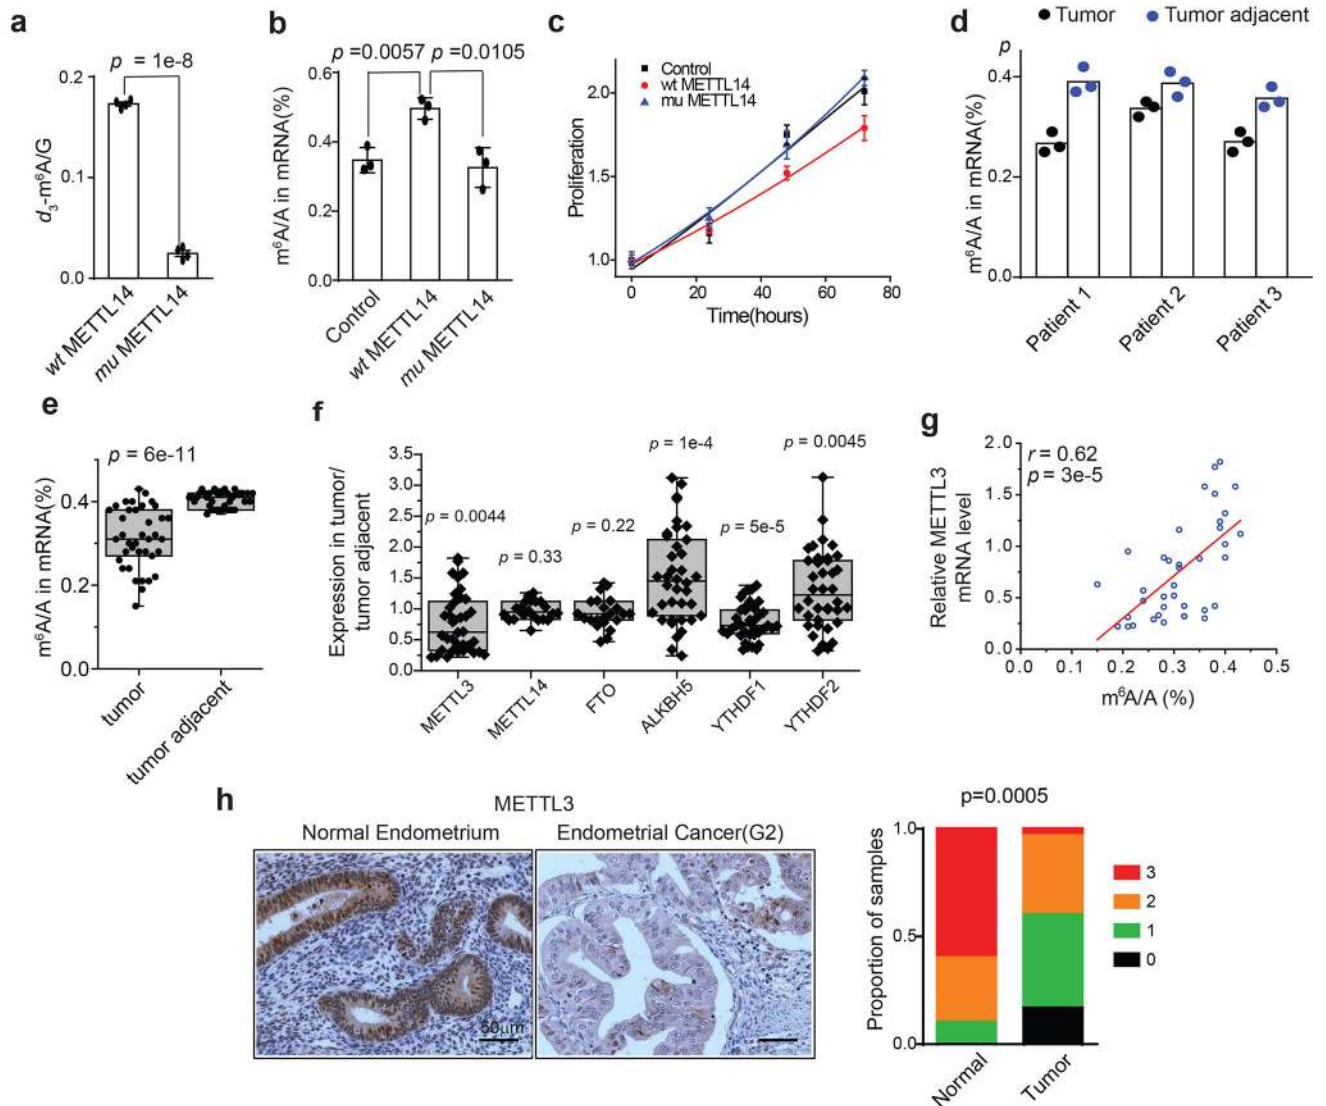 a
p = 1e-8
0.2
0.1
0.0
d3-m⁶A/G
wt METTL14
mu METTL14
b
p =0.0057 p =0.0105
0.6
0.4
0.2
0.0
m⁶A/A in mRNA(%)
Control
wt METTL14
mu METTL14
c
Control
wt METTL14
mu METTL14
2.0
1.5
1.0
Proliferation
0 20 40 60 80
Time(hours)
d
Tumor Tumor adjacent
p
0.4
0.2
0.0
m⁶A/A in mRNA(%)
Patient 1
Patient 2
Patient 3
e
p = 6e-11
0.4
0.2
0.0
m⁶A/A in mRNA(%)
tumor
tumor adjacent
f
p = 0.0044
p = 0.33
p = 0.22
p = 1e-4
p = 5e-5
p = 0.0045
3.5
3.0
2.5
2.0
1.5
1.0
0.5
0.0
Expression in tumor/
tumor adjacent
METTL3
METTL14
FTO
ALKBH5
YTHDF1
YTHDF2
g
r = 0.62
p = 3e-5
2.0
1.5
1.0
0.5
0.0
Relative METTL3
mRNA level
0.0 0.1 0.2 0.3 0.4 0.5
m⁶A/A (%)
h
METTL3
Normal Endometrium Endometrial Cancer(G2)
50μm
p=0.0005
1.0
0.5
0.0
Proportion of samples
Normal
Tumor
3
2
1
0